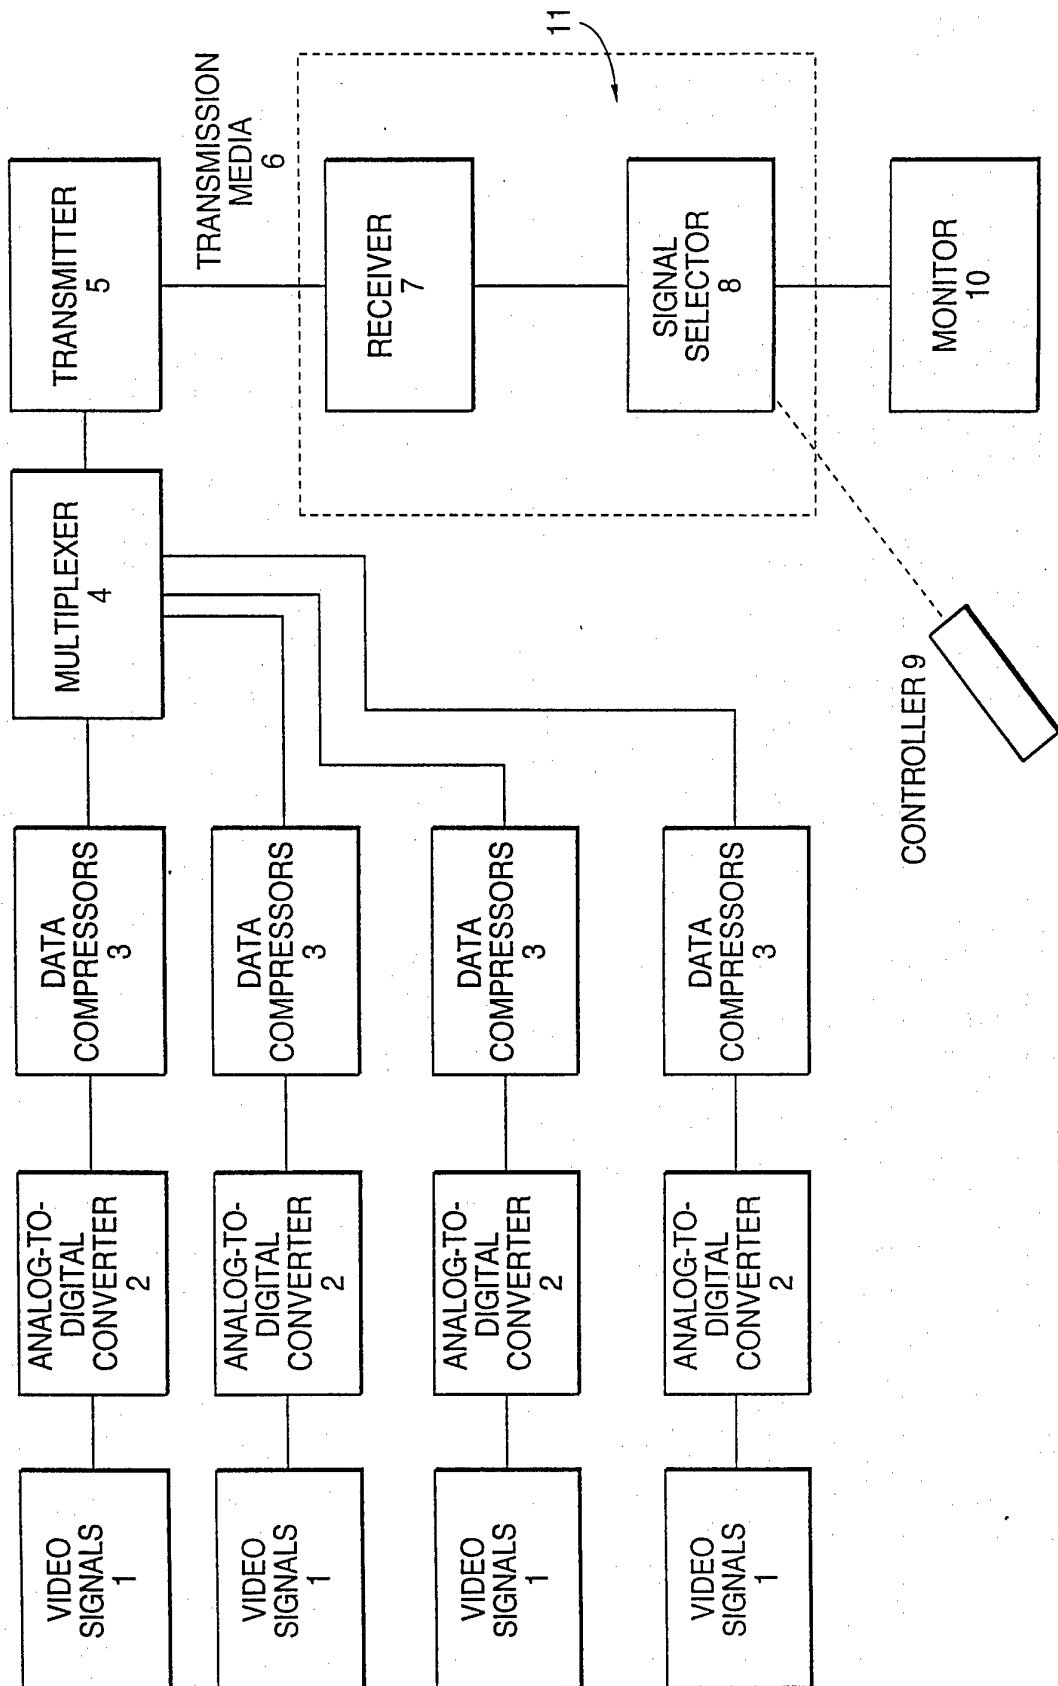 VIDEO
SIGNALS
1
ANALOG-TO-
DIGITAL
CONVERTER
2
DATA
COMPRESSORS
3
MULTIPLEXER
4
TRANSMITTER
5
VIDEO
SIGNALS
1
ANALOG-TO-
DIGITAL
CONVERTER
2
DATA
COMPRESSORS
3
TRANSMISSION
MEDIA
6
VIDEO
SIGNALS
1
ANALOG-TO-
DIGITAL
CONVERTER
2
DATA
COMPRESSORS
3
RECEIVER
7
11
VIDEO
SIGNALS
1
ANALOG-TO-
DIGITAL
CONVERTER
2
DATA
COMPRESSORS
3
SIGNAL
SELECTOR
8
CONTROLLER 9
MONITOR
10